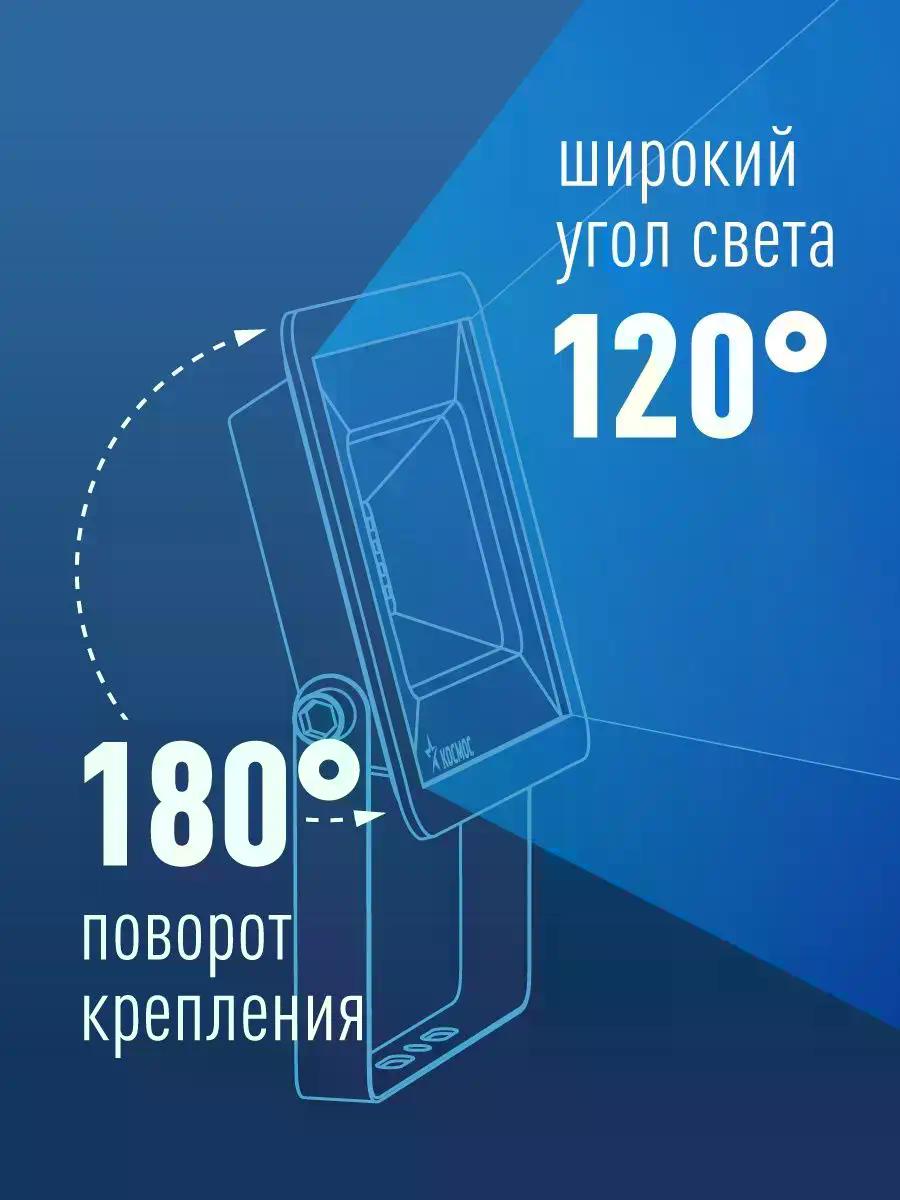 широкий
угол света
120°
КОСМОС
180°
поворот
крепления